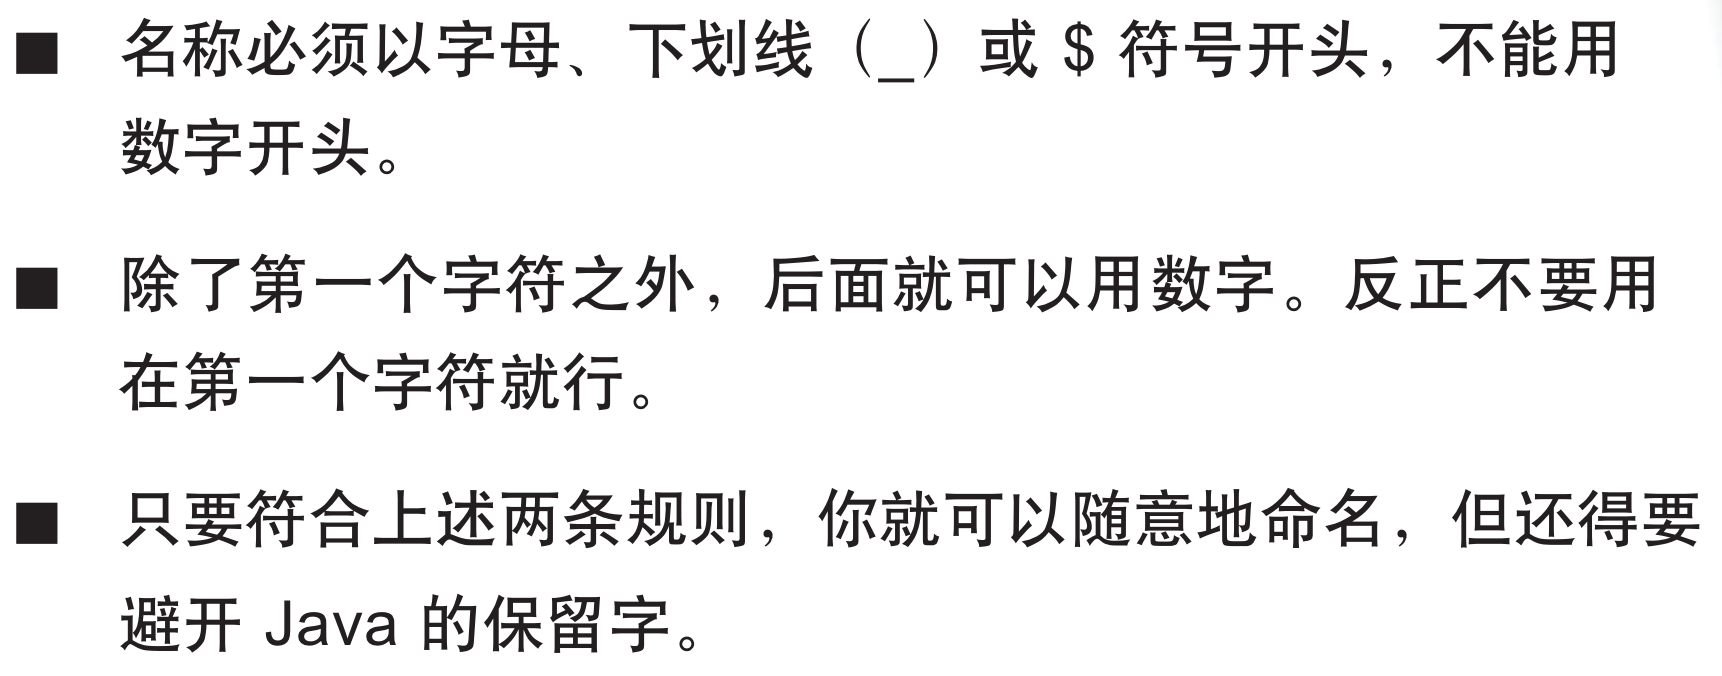 ■ 名称必须以字母、下划线（_）或 $ 符号开头，不能用
数字开头。
■ 除了第一个字符之外，后面就可以用数字。反正不要用
在第一个字符就行。
■ 只要符合上述两条规则，你就可以随意地命名，但还得要
避开 Java 的保留字。